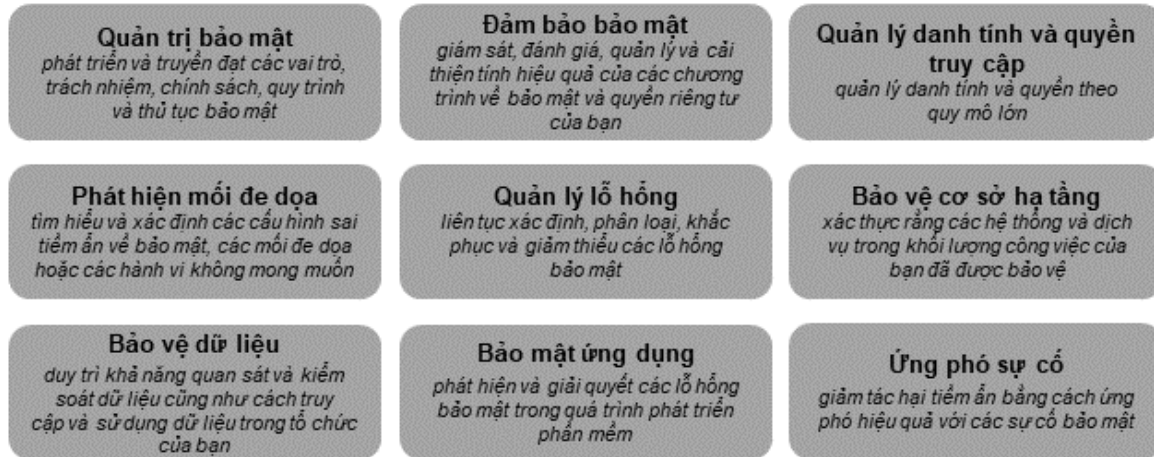 Quản trị bảo mật
phát triển và truyền đạt các vai trò,
trách nhiệm, chính sách, quy trình
và thủ tục bảo mật
Đảm bảo bảo mật
giám sát, đánh giá, quản lý và cải
thiện tính hiệu quả của các chương
trình về bảo mật và quyền riêng tư
của bạn
Quản lý danh tính và quyền
truy cập
quản lý danh tính và quyền theo
quy mô lớn
Phát hiện mối đe dọa
tìm hiểu và xác định các cấu hình sai
tiềm ẩn về bảo mật, các mối đe dọa
hoặc các hành vi không mong muốn
Quản lý lỗ hổng
liên tục xác định, phân loại, khắc
phục và giảm thiểu các lỗ hổng
bảo mật
Bảo vệ cơ sở hạ tầng
xác thực rằng các hệ thống và dịch
vụ trong khối lượng công việc của
bạn đã được bảo vệ
Bảo vệ dữ liệu
duy trì khả năng quan sát và kiểm
soát dữ liệu cũng như cách truy
cập và sử dụng dữ liệu trong tổ chức
của bạn
Bảo mật ứng dụng
phát hiện và giải quyết các lỗ hổng
bảo mật trong quá trình phát triển
phần mềm
Ứng phó sự cố
giảm tác hại tiềm ẩn bằng cách ứng
phó hiệu quả với các sự cố bảo mật